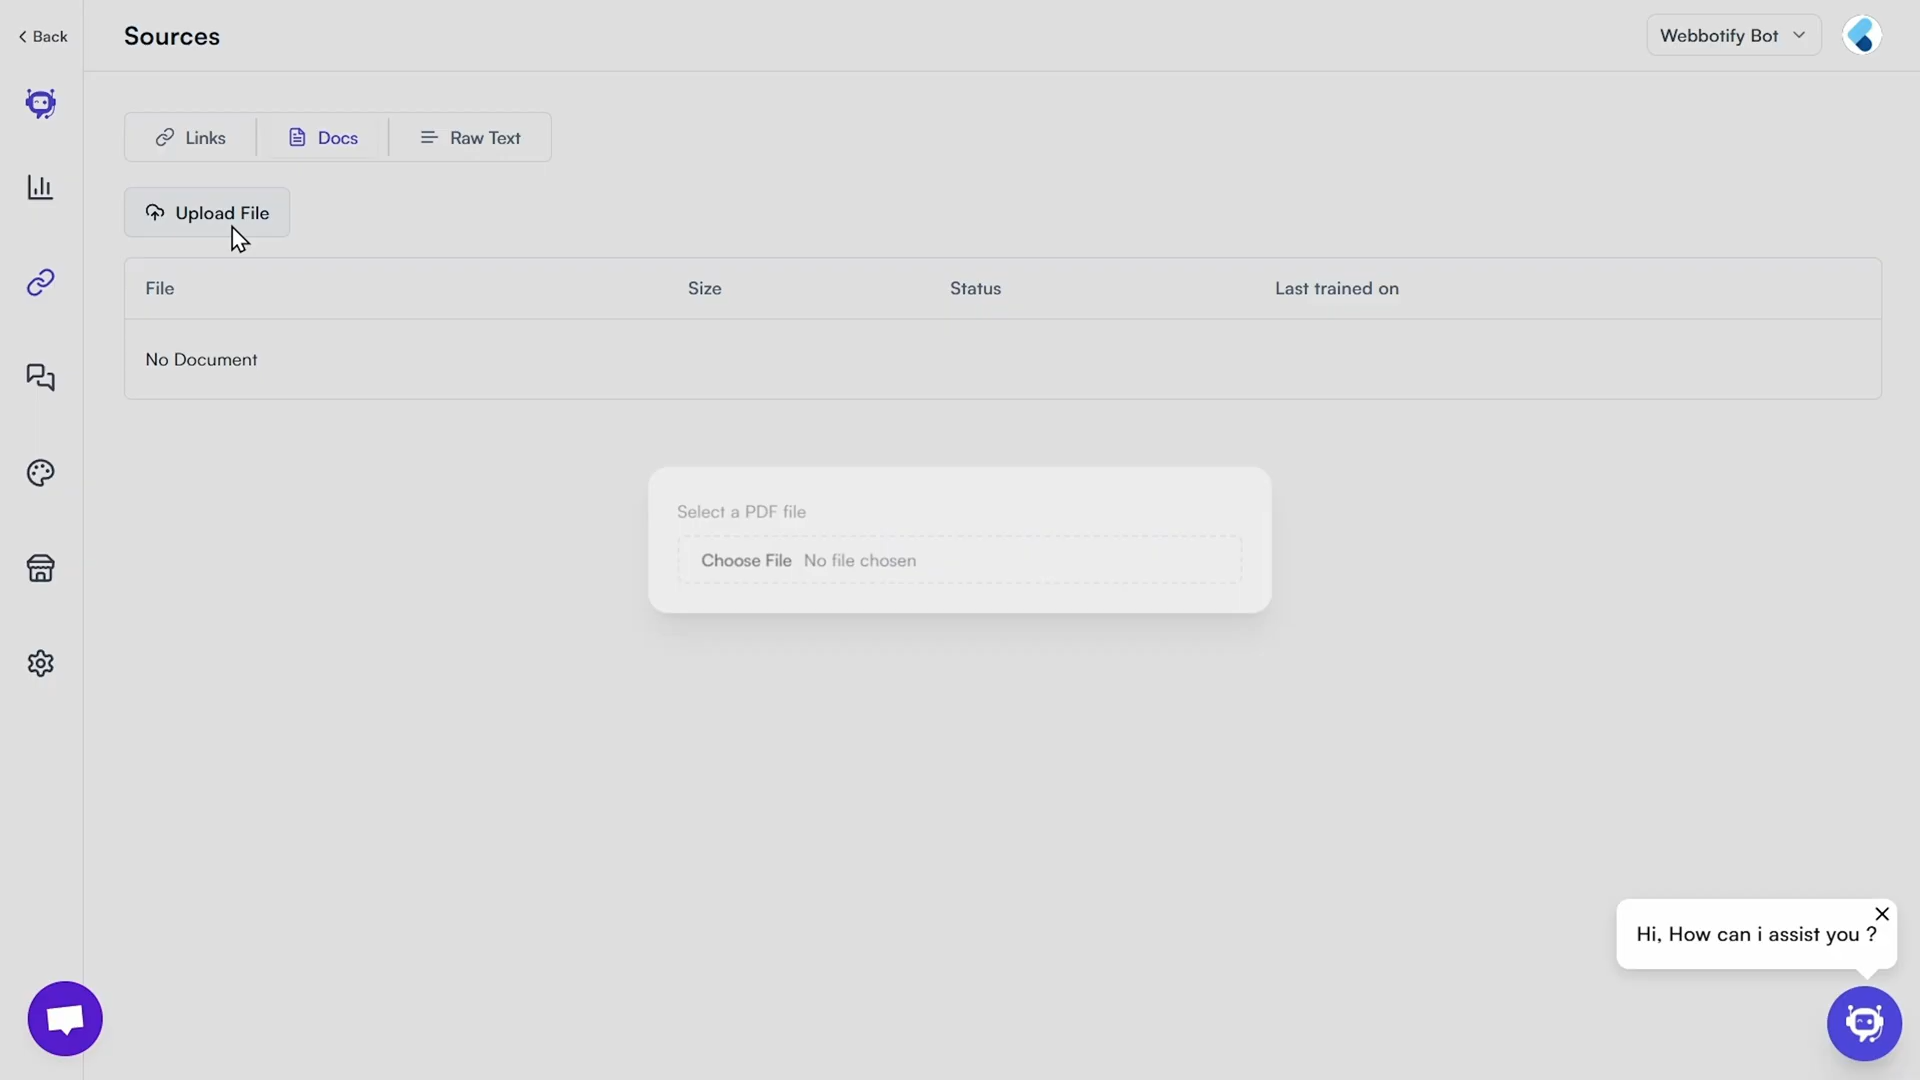 Back
Sources
Webbotify Bot
Links
Docs
Raw Text
Upload File
File Size Status Last trained on
No Document
Select a PDF file
Choose File No file chosen
Hi, How can i assist you ?